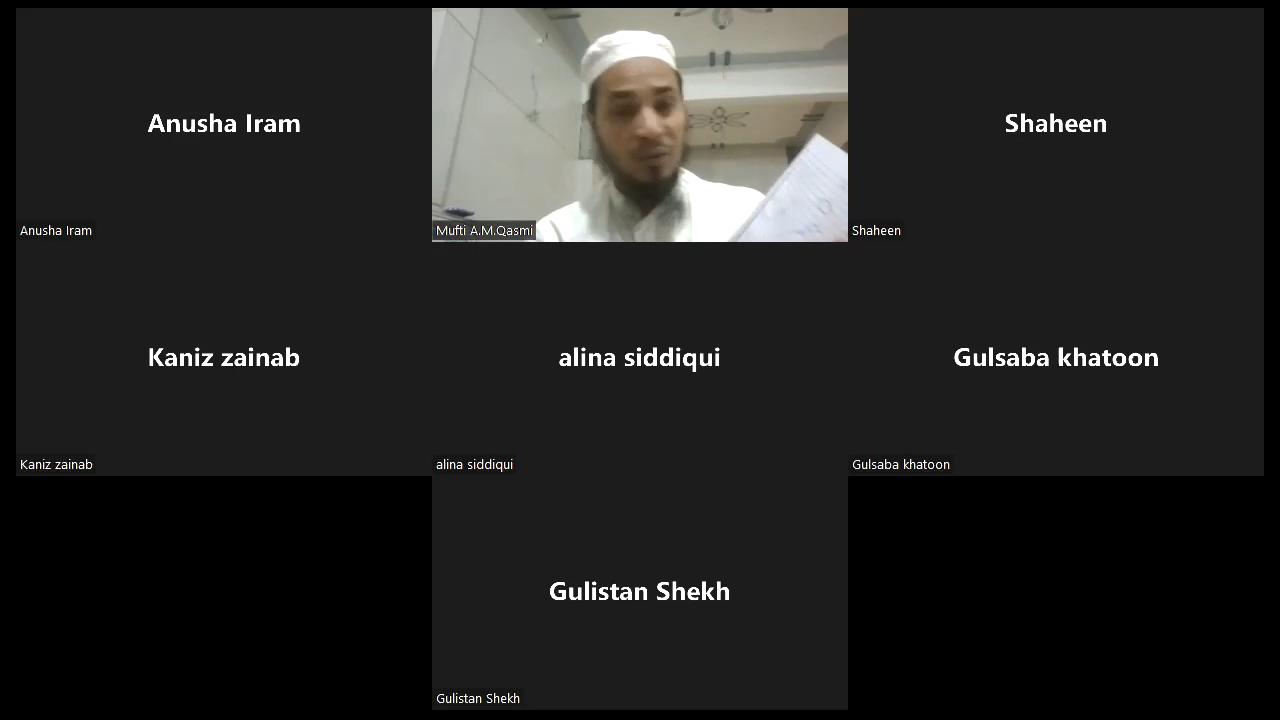 Anusha Iram
Anusha Iram
Mufti A.M.Qasmi
Shaheen
Shaheen
Kaniz zainab
Kaniz zainab
alina siddiqui
alina siddiqui
Gulsaba khatoon
Gulsaba khatoon
Gulistan Shekh
Gulistan Shekh